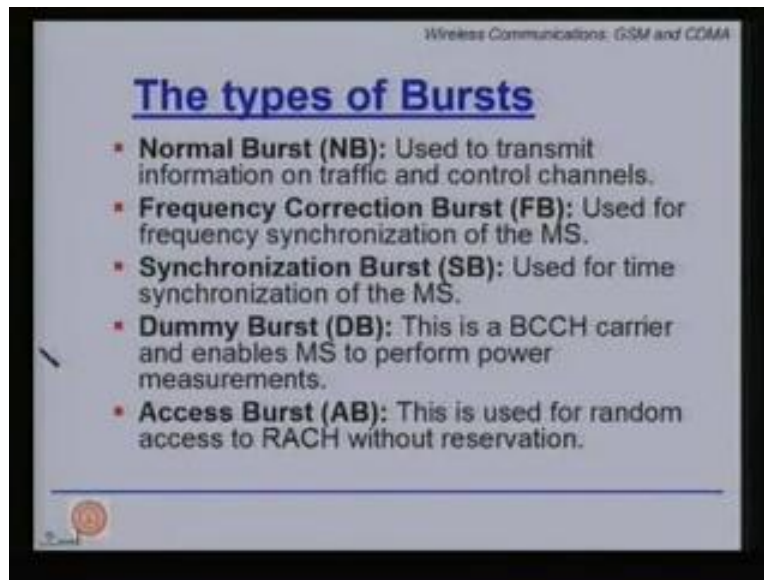 Wireless Communications: GSM and CDMA
The types of Bursts
▪ Normal Burst (NB): Used to transmit
information on traffic and control channels.
▪ Frequency Correction Burst (FB): Used for
frequency synchronization of the MS.
▪ Synchronization Burst (SB): Used for time
synchronization of the MS.
▪ Dummy Burst (DB): This is a BCCH carrier
and enables MS to perform power
measurements.
▪ Access Burst (AB): This is used for random
access to RACH without reservation.